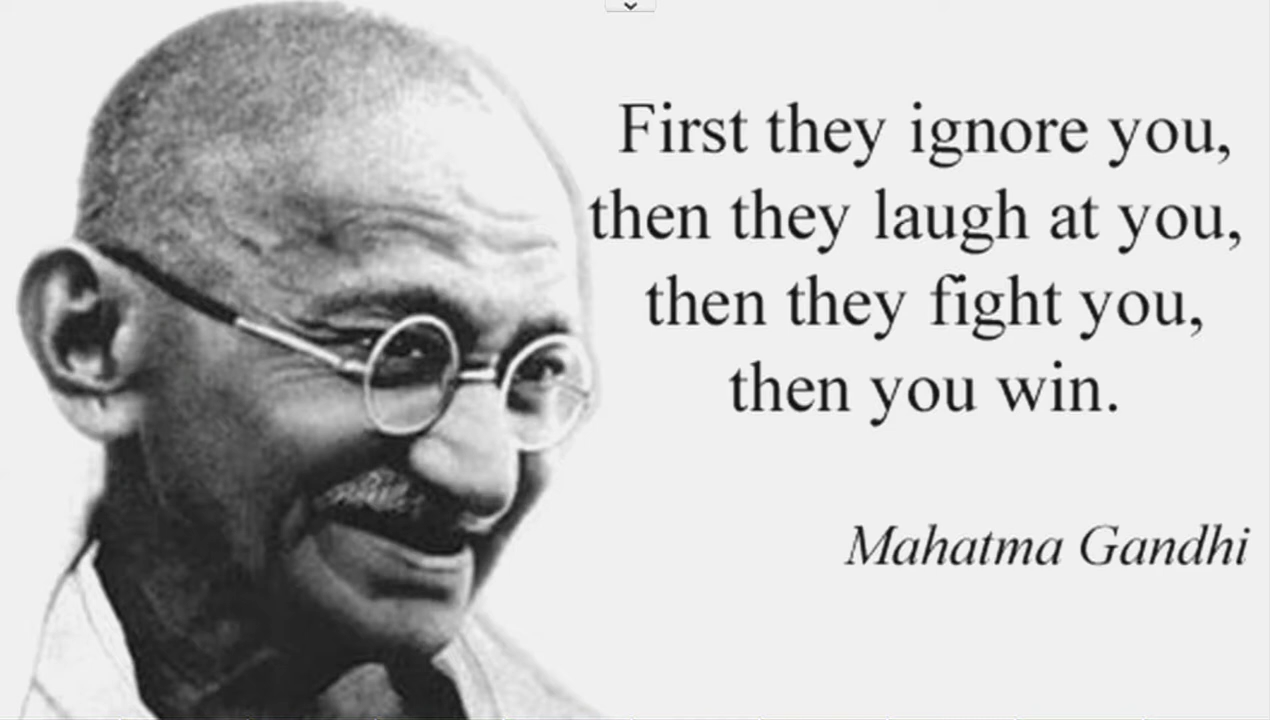 First they ignore you,
then they laugh at you,
then they fight you,
then you win.
Mahatma Gandhi